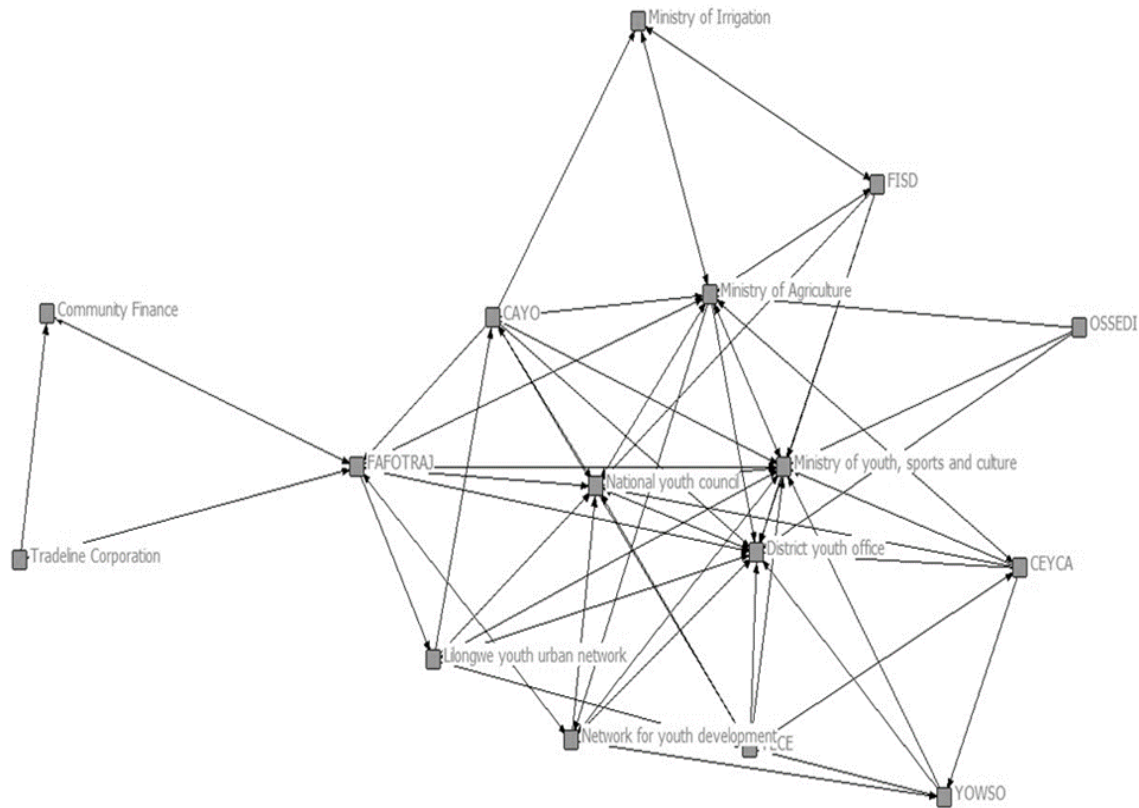 Ministry of Irrigation
FISD
Ministry of Agriculture
Community Finance
CAYO
OSSEDI
FAFOTRAJ
Ministry of youth, sports and culture
National youth council
District youth office
Tradeline Corporation
CEYCA
Lilongwe youth urban network
Network for youth development
YOWSO